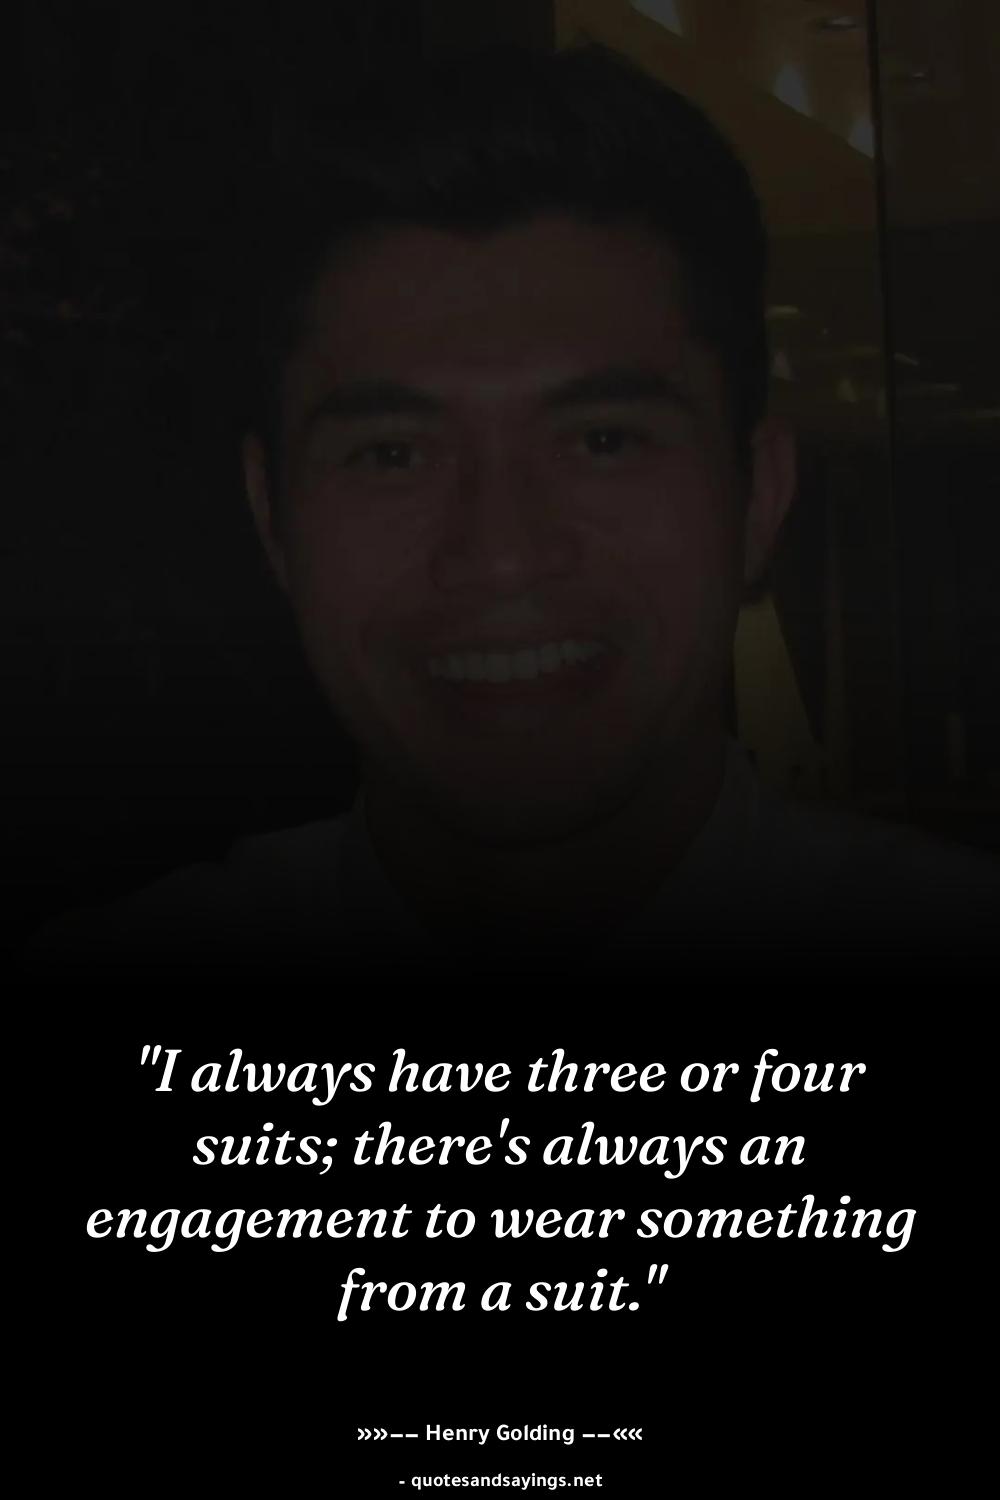 "I always have three or four
suits; there's always an
engagement to wear something
from a suit."
»»−− Henry Golding −−««
- quotesandsayings.net